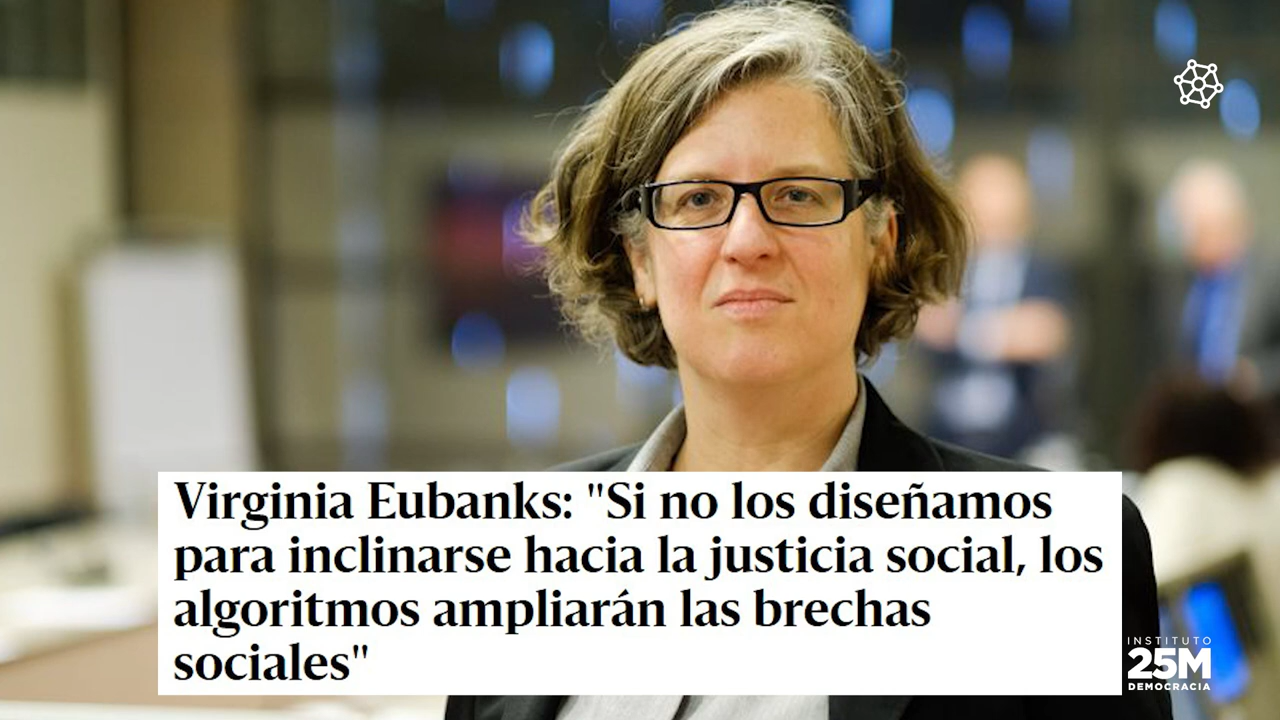 Virginia Eubanks: "Si no los diseñamos
para inclinarse hacia la justicia social, los
algoritmos ampliarán las brechas
sociales"
INSTITUTO
25M
DEMOCRACIA